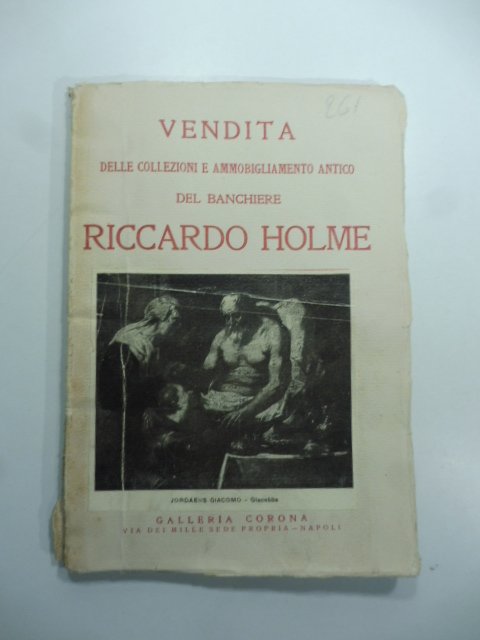 261
VENDITA
DELLE COLLEZIONI E AMMOBIGLIAMENTO ANTICO
DEL BANCHIERE
RICCARDO HOLME
JORDAENS GIACOMO - Giacobbe
GALLERIA CORONA
VIA DEI MILLE SEDE PROPRIA - NAPOLI